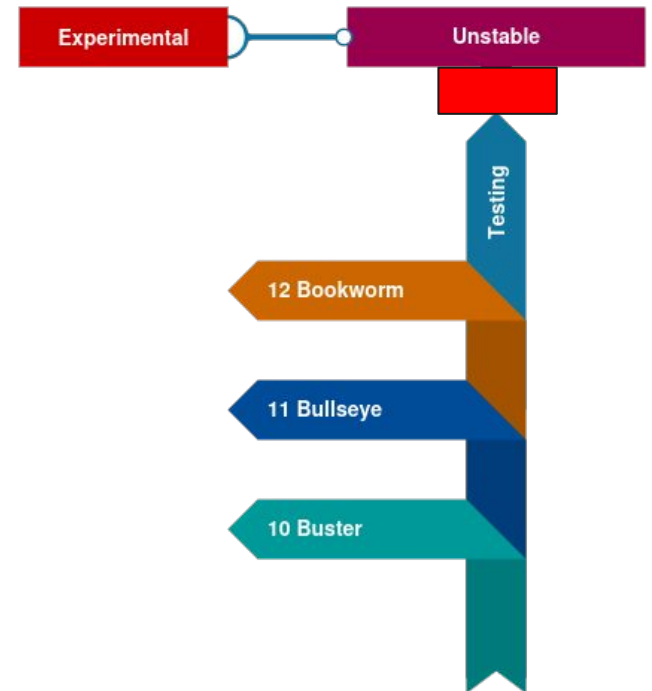 Experimental
Unstable
Testing
12 Bookworm
11 Bullseye
10 Buster